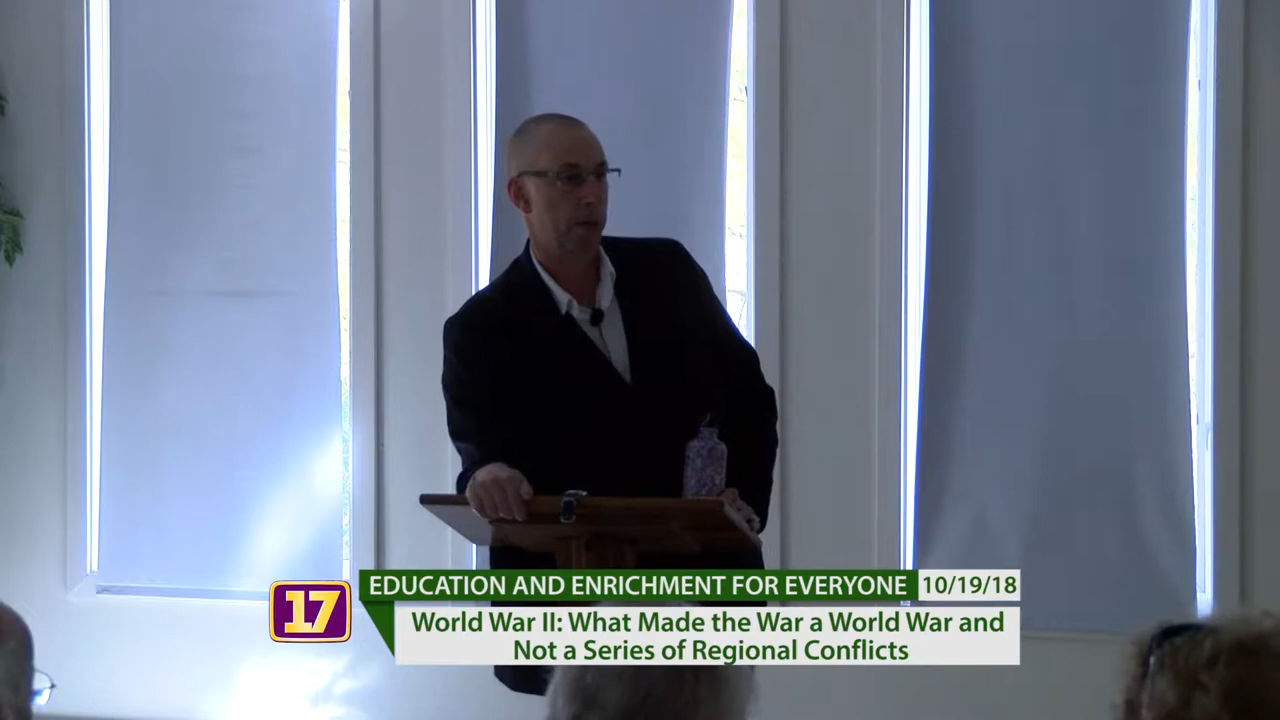 EDUCATION AND ENRICHMENT FOR EVERYONE 10/19/18
17
World War II: What Made the War a World War and
Not a Series of Regional Conflicts